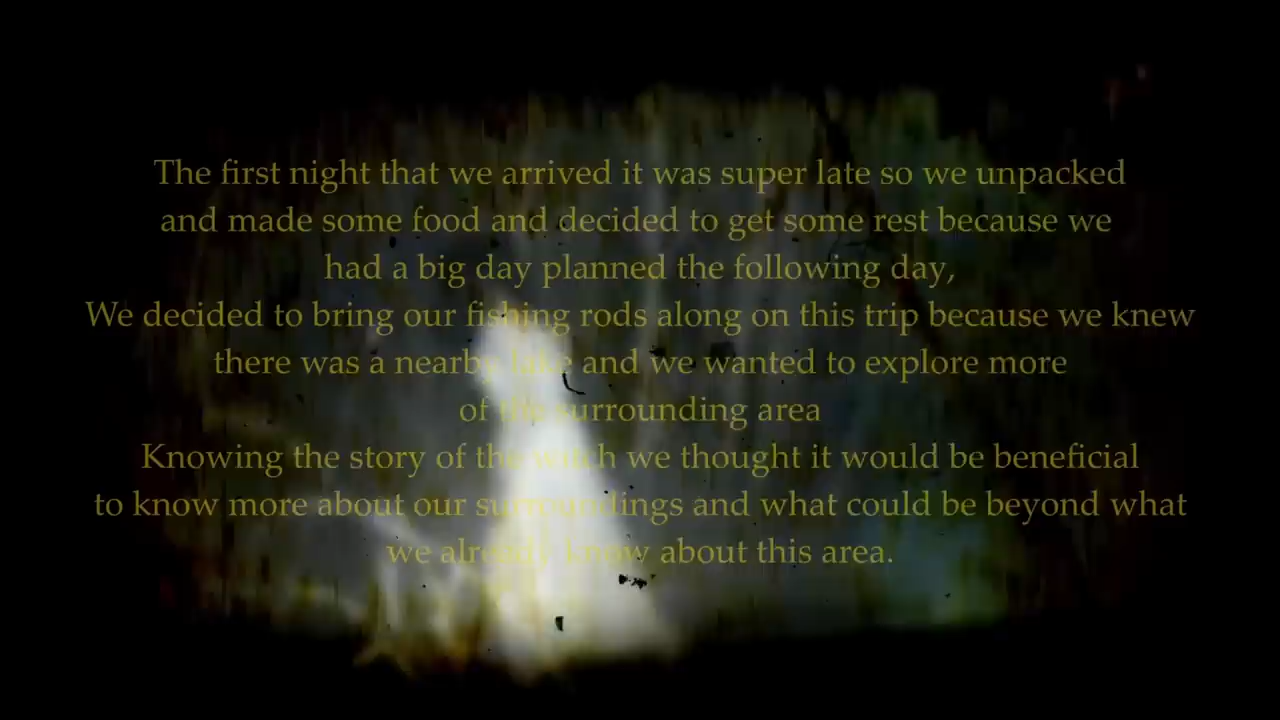 The first night that we arrived it was super late so we unpacked
and made some food and decided to get some rest because we
had a big day planned the following day,
We decided to bring our fishing rods along on this trip because we knew
there was a nearby lake and we wanted to explore more
of the surrounding area
Knowing the story of the witch we thought it would be beneficial
to know more about our surroundings and what could be beyond what
we already know about this area.